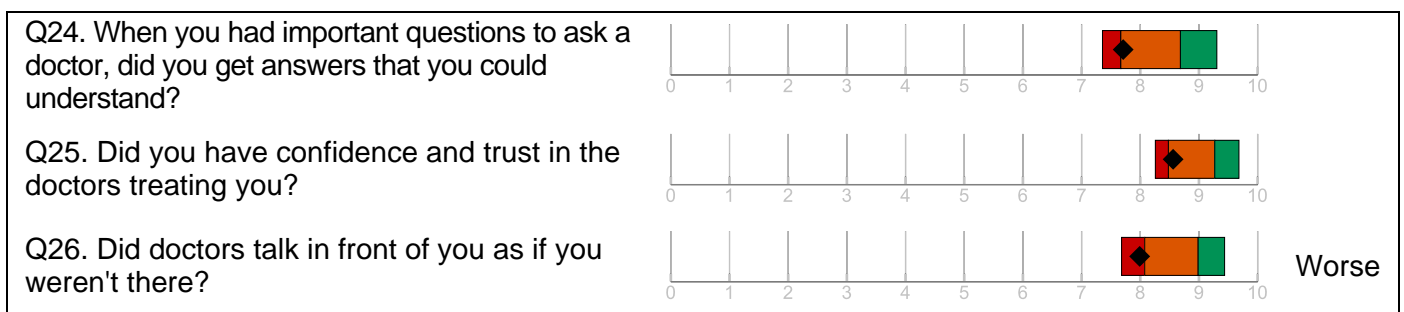 Q24. When you had important questions to ask a
doctor, did you get answers that you could
understand?
0 1 2 3 4 5 6 7 8 9 10
Q25. Did you have confidence and trust in the
doctors treating you?
0 1 2 3 4 5 6 7 8 9 10
Q26. Did doctors talk in front of you as if you
weren't there?
Worse
0 1 2 3 4 5 6 7 8 9 10